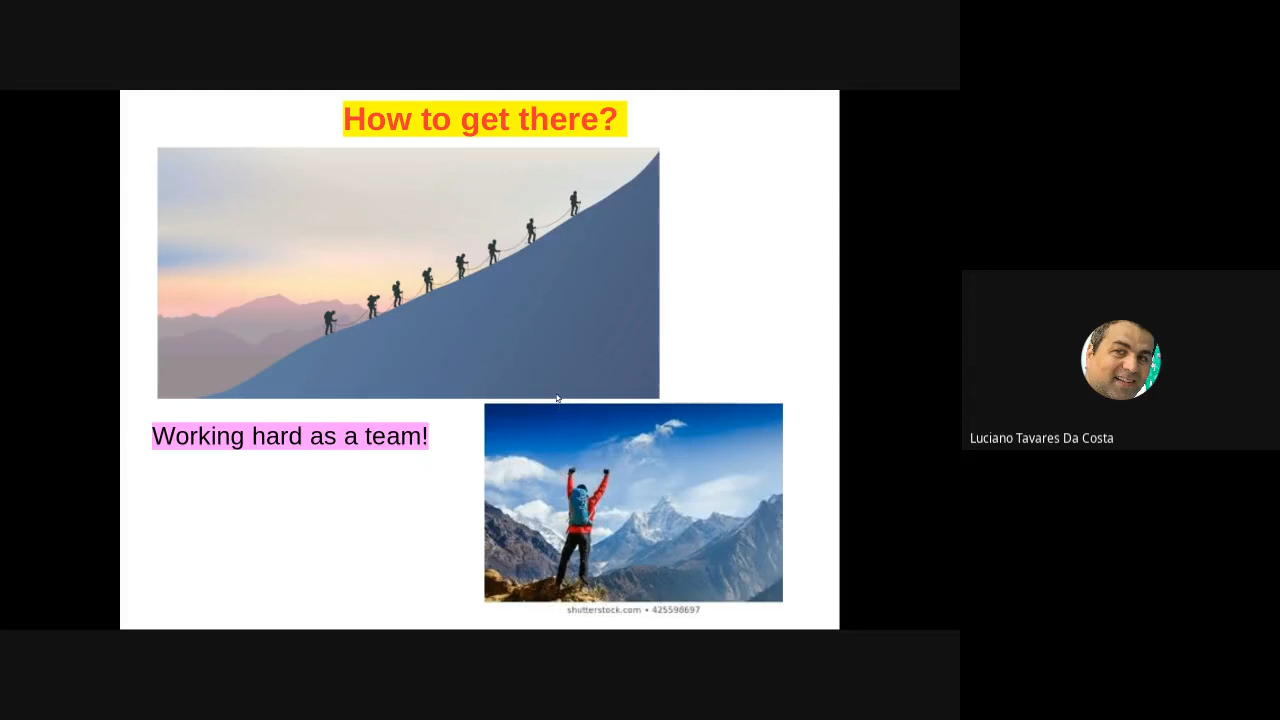 How to get there?
Working hard as a team!
shutterstock.com • 425598697
Luciano Tavares Da Costa